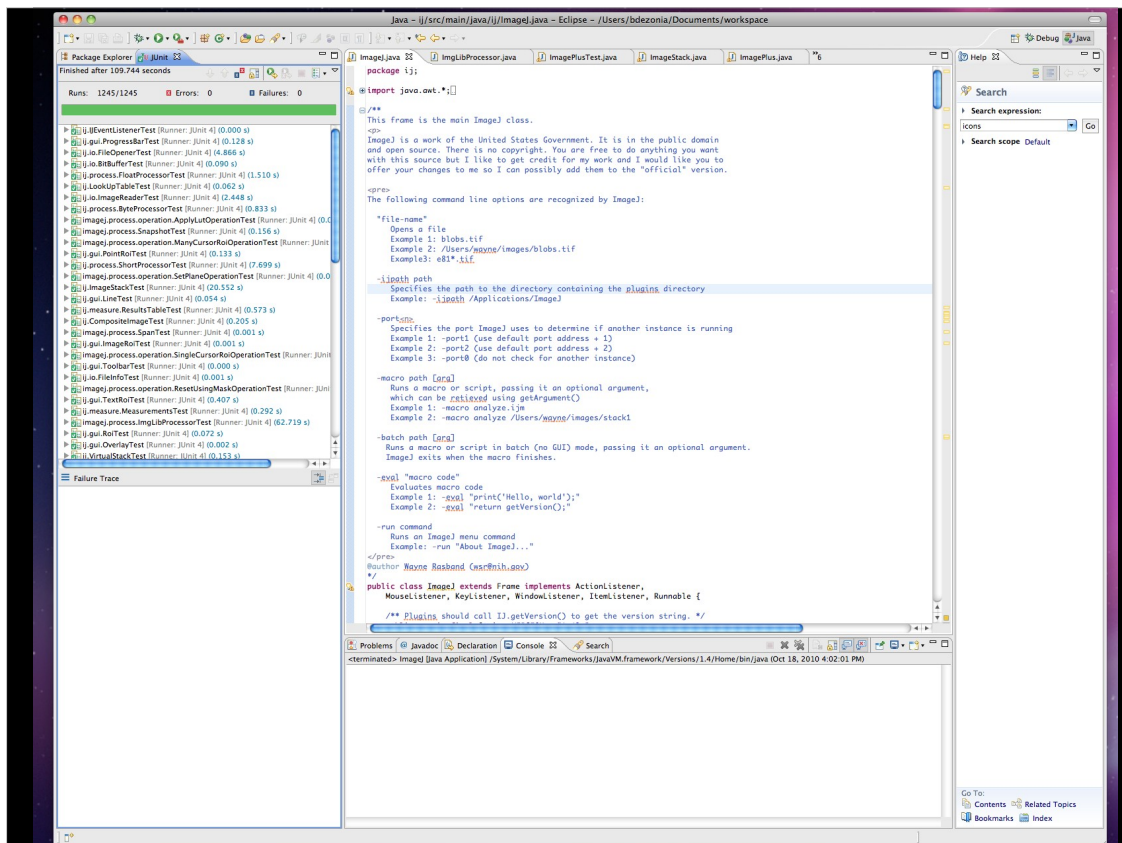 Java – ij/src/main/java/ij/ImageJ.java – Eclipse – /Users/bdezonia/Documents/workspace
Debug Java
Package Explorer JUnit
Finished after 109.744 seconds
Runs: 1245/1245 Errors: 0 Failures: 0
ij.IJEventListenerTest [Runner: JUnit 4] (0.000 s)
ij.gui.ProgressBarTest [Runner: JUnit 4] (0.128 s)
ij.io.FileOpenerTest [Runner: JUnit 4] (4.866 s)
ij.io.BitBufferTest [Runner: JUnit 4] (0.090 s)
ij.process.FloatProcessorTest [Runner: JUnit 4] (1.510 s)
ij.LookUpTableTest [Runner: JUnit 4] (0.062 s)
ij.io.ImageReaderTest [Runner: JUnit 4] (2.448 s)
ij.process.ByteProcessorTest [Runner: JUnit 4] (0.833 s)
imagej.process.operation.ApplyLutOperationTest [Runner: JUnit 4] (0.0
imagej.process.SnapshotTest [Runner: JUnit 4] (0.156 s)
imagej.process.operation.ManyCursorRoiOperationTest [Runner: JUnit
ij.gui.PointRoiTest [Runner: JUnit 4] (0.133 s)
ij.process.ShortProcessorTest [Runner: JUnit 4] (7.699 s)
imagej.process.operation.SetPlaneOperationTest [Runner: JUnit 4] (0.0
ij.ImageStackTest [Runner: JUnit 4] (20.552 s)
ij.gui.LineTest [Runner: JUnit 4] (0.054 s)
ij.measure.ResultsTableTest [Runner: JUnit 4] (0.573 s)
ij.CompositeImageTest [Runner: JUnit 4] (0.205 s)
imagej.process.SpanTest [Runner: JUnit 4] (0.001 s)
ij.gui.ImageRoiTest [Runner: JUnit 4] (0.001 s)
imagej.process.operation.SingleCursorRoiOperationTest [Runner: JUnit
ij.gui.ToolbarTest [Runner: JUnit 4] (0.000 s)
ij.io.FileInfoTest [Runner: JUnit 4] (0.001 s)
imagej.process.operation.ResetUsingMaskOperationTest [Runner: JUni
ij.gui.TextRoiTest [Runner: JUnit 4] (0.407 s)
ij.measure.MeasurementsTest [Runner: JUnit 4] (0.292 s)
imagej.process.ImgLibProcessorTest [Runner: JUnit 4] (62.719 s)
ij.gui.RoiTest [Runner: JUnit 4] (0.072 s)
ij.gui.OverlayTest [Runner: JUnit 4] (0.002 s)
ij.VirtualStackTest [Runner: JUnit 4] (0.153 s)
Failure Trace
ImageJ.java ImgLibProcessor.java ImagePlusTest.java ImageStack.java ImagePlus.java »6
package ij;
import java.awt.*;
/**
This frame is the main ImageJ class.
<p>
ImageJ is a work of the United States Government. It is in the public domain
and open source. There is no copyright. You are free to do anything you want
with this source but I like to get credit for my work and I would like you to
offer your changes to me so I can possibly add them to the "official" version.
<pre>
The following command line options are recognized by ImageJ:
"file-name"
Opens a file
Example 1: blobs.tif
Example 2: /Users/wayne/images/blobs.tif
Example3: e81*.tif
-ijpath path
Specifies the path to the directory containing the plugins directory
Example: -ijpath /Applications/ImageJ
-port<n>
Specifies the port ImageJ uses to determine if another instance is running
Example 1: -port1 (use default port address + 1)
Example 2: -port2 (use default port address + 2)
Example 3: -port0 (do not check for another instance)
-macro path [arg]
Runs a macro or script, passing it an optional argument,
which can be retieved using getArgument()
Example 1: -macro analyze.ijm
Example 2: -macro analyze /Users/wayne/images/stack1
-batch path [arg]
Runs a macro or script in batch (no GUI) mode, passing it an optional argument.
ImageJ exits when the macro finishes.
-eval "macro code"
Evaluates macro code
Example 1: -eval "print('Hello, world');"
Example 2: -eval "return getVersion();"
-run command
Runs an ImageJ menu command
Example: -run "About ImageJ..."
</pre>
@author Wayne Rasband (wsr@nih.gov)
*/
public class ImageJ extends Frame implements ActionListener,
MouseListener, KeyListener, WindowListener, ItemListener, Runnable {
/** Plugins should call IJ.getVersion() to get the version string. */
Problems @ Javadoc Declaration Console Search
<terminated> ImageJ [Java Application] /System/Library/Frameworks/JavaVM.framework/Versions/1.4/Home/bin/java (Oct 18, 2010 4:02:01 PM)
Help
Search
Search expression:
icons Go
Search scope Default
Go To:
Contents Related Topics
Bookmarks Index